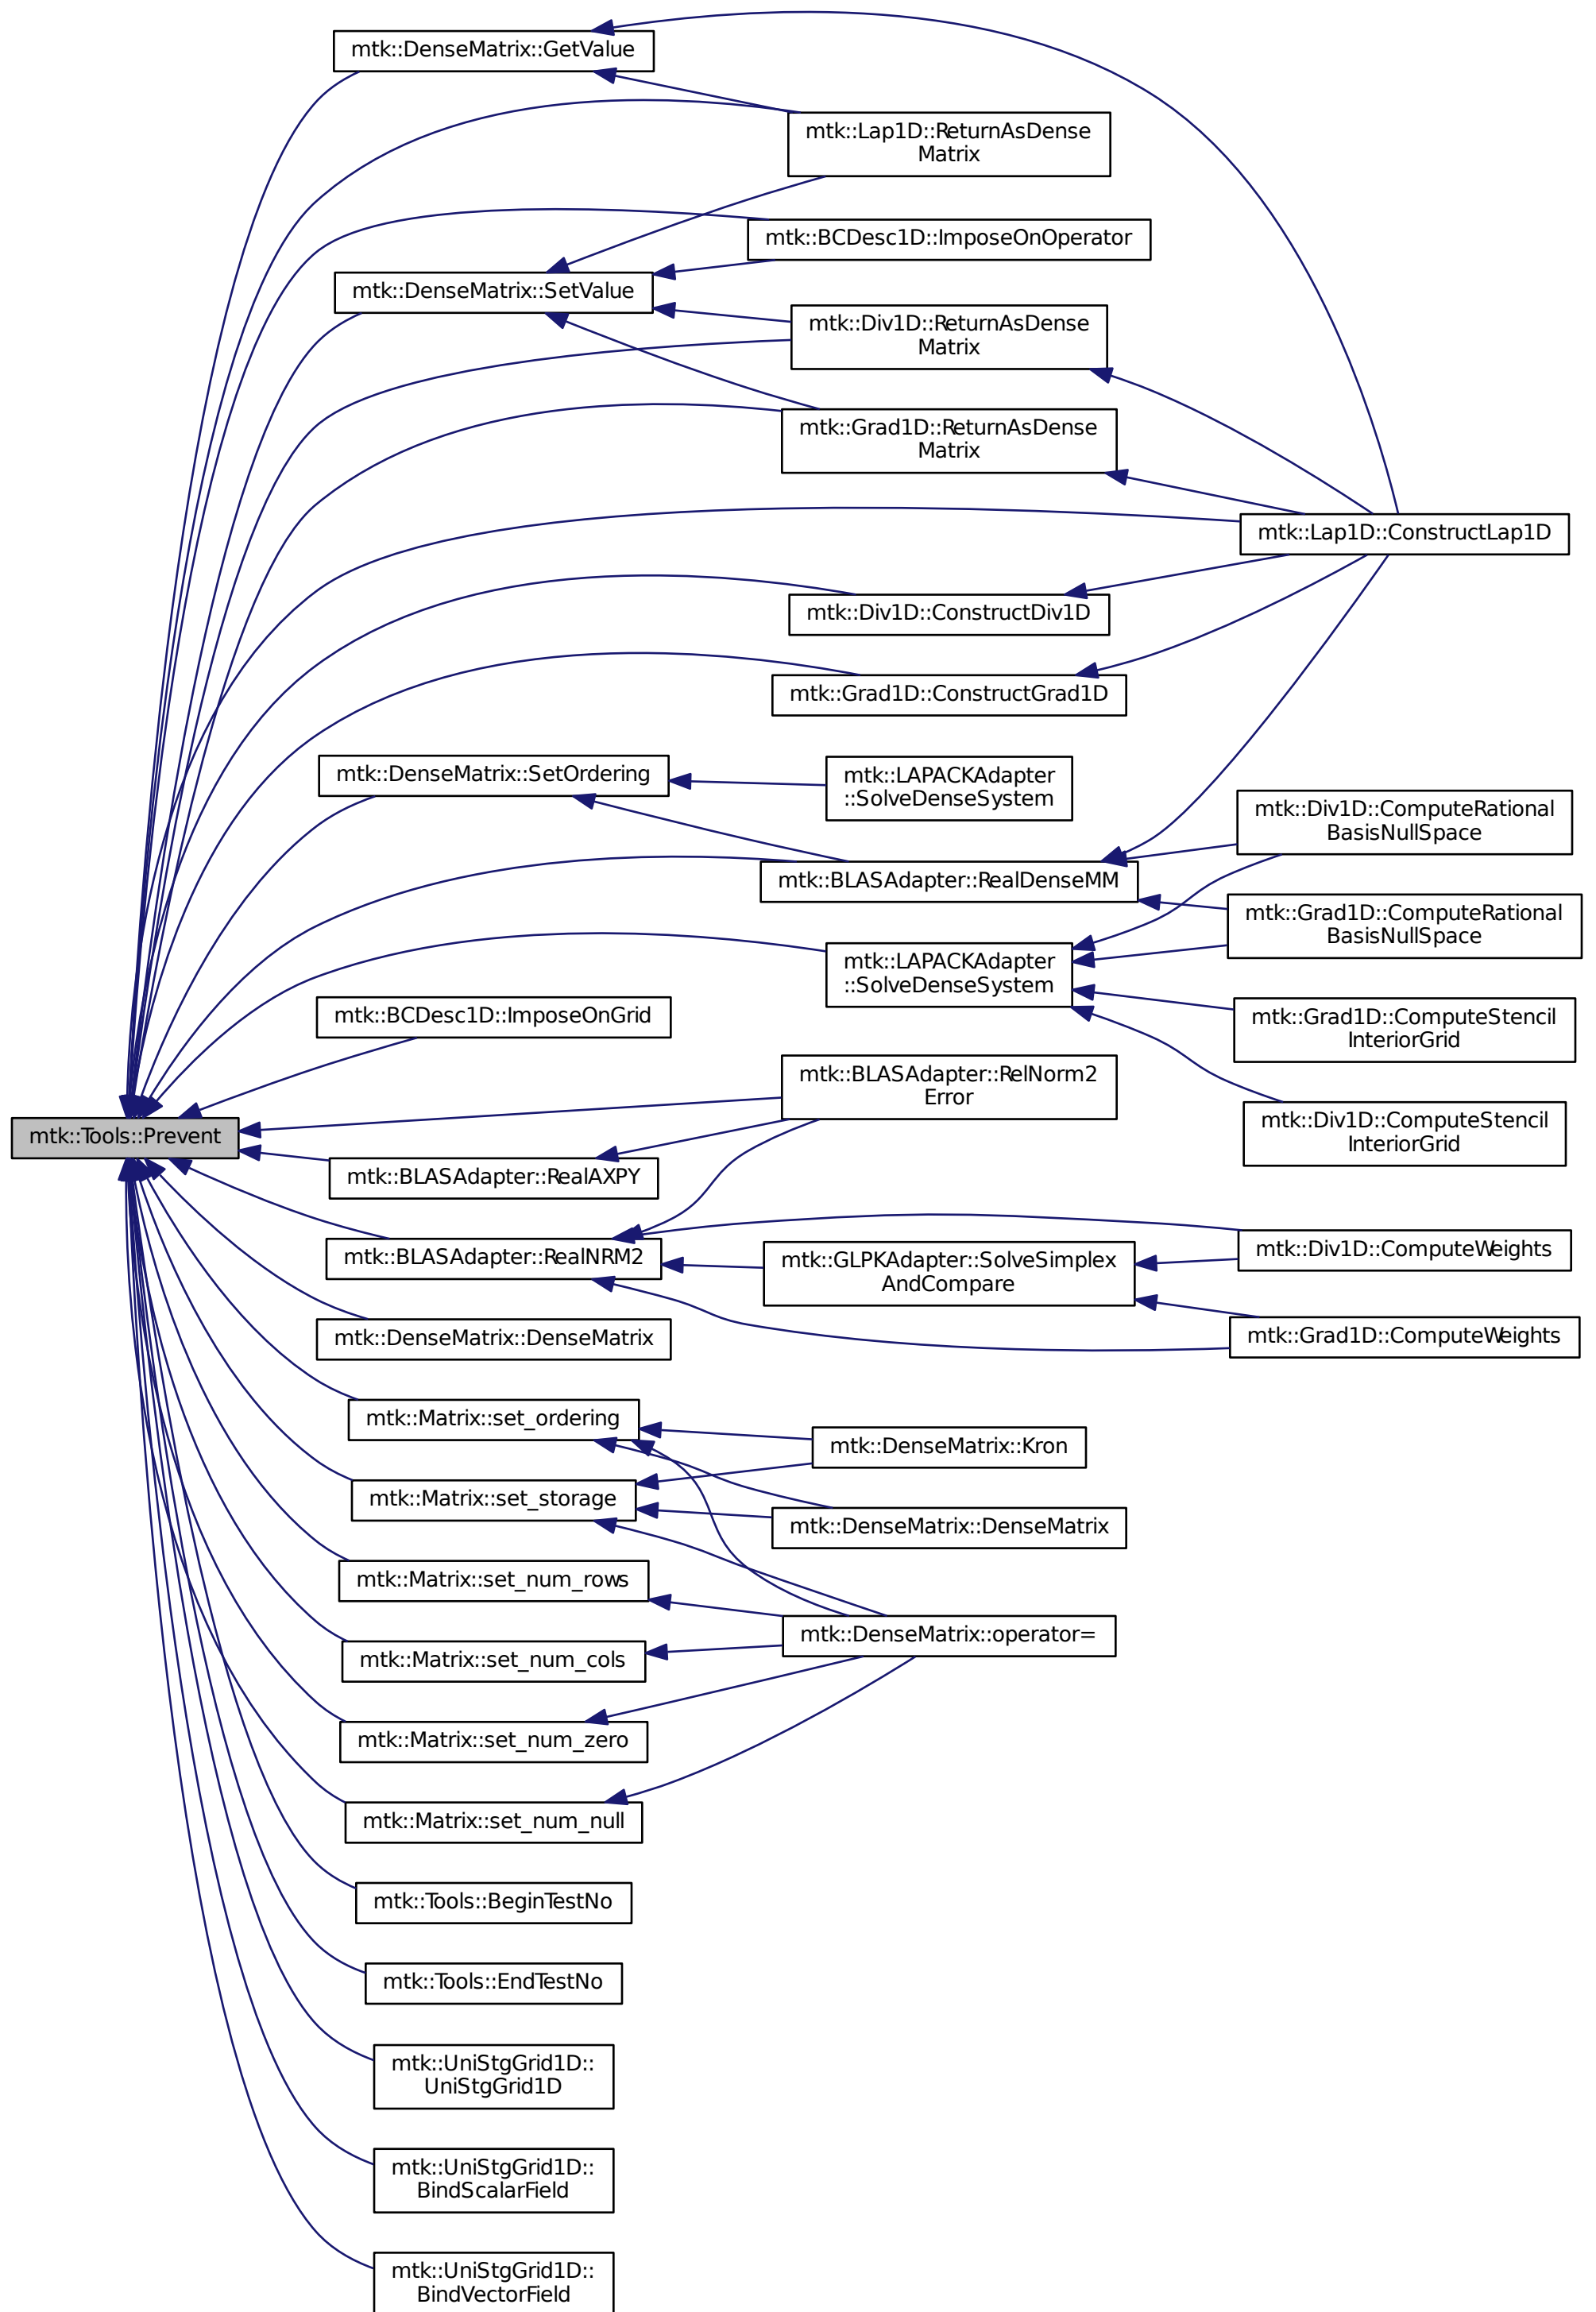 mtk::DenseMatrix::GetValue
mtk::Lap1D::ReturnAsDense
Matrix
mtk::BCDesc1D::ImposeOnOperator
mtk::DenseMatrix::SetValue
mtk::Div1D::ReturnAsDense
Matrix
mtk::Grad1D::ReturnAsDense
Matrix
mtk::Lap1D::ConstructLap1D
mtk::Div1D::ConstructDiv1D
mtk::Grad1D::ConstructGrad1D
mtk::DenseMatrix::SetOrdering
mtk::LAPACKAdapter
::SolveDenseSystem
mtk::Div1D::ComputeRational
BasisNullSpace
mtk::BLASAdapter::RealDenseMM
mtk::Grad1D::ComputeRational
BasisNullSpace
mtk::LAPACKAdapter
::SolveDenseSystem
mtk::BCDesc1D::ImposeOnGrid
mtk::Grad1D::ComputeStencil
InteriorGrid
mtk::BLASAdapter::RelNorm2
Error
mtk::Div1D::ComputeStencil
InteriorGrid
mtk::Tools::Prevent
mtk::BLASAdapter::RealAXPY
mtk::BLASAdapter::RealNRM2
mtk::GLPKAdapter::SolveSimplex
AndCompare
mtk::Div1D::ComputeWeights
mtk::DenseMatrix::DenseMatrix
mtk::Grad1D::ComputeWeights
mtk::Matrix::set_ordering
mtk::DenseMatrix::Kron
mtk::Matrix::set_storage
mtk::DenseMatrix::DenseMatrix
mtk::Matrix::set_num_rows
mtk::DenseMatrix::operator=
mtk::Matrix::set_num_cols
mtk::Matrix::set_num_zero
mtk::Matrix::set_num_null
mtk::Tools::BeginTestNo
mtk::Tools::EndTestNo
mtk::UniStgGrid1D::
UniStgGrid1D
mtk::UniStgGrid1D::
BindScalarField
mtk::UniStgGrid1D::
BindVectorField